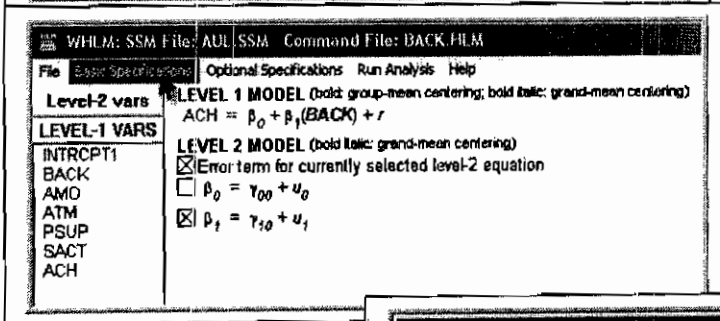 WHLM: SSM File: AUL.SSM Command File: BACK.HLM
File Basic Specifications Optional Specifications Run Analysis Help
Level-2 vars
LEVEL-1 VARS
INTRCPT1
BACK
AMO
ATM
PSUP
SACT
ACH
LEVEL 1 MODEL (bold: group-mean centering; bold italic: grand-mean centering)
ACH = β₀ + β₁(BACK) + r
LEVEL 2 MODEL (bold italic: grand-mean centering)
☒ Error term for currently selected level-2 equation
☐ β₀ = γ₀₀ + u₀
☒ β₁ = γ₁₀ + u₁